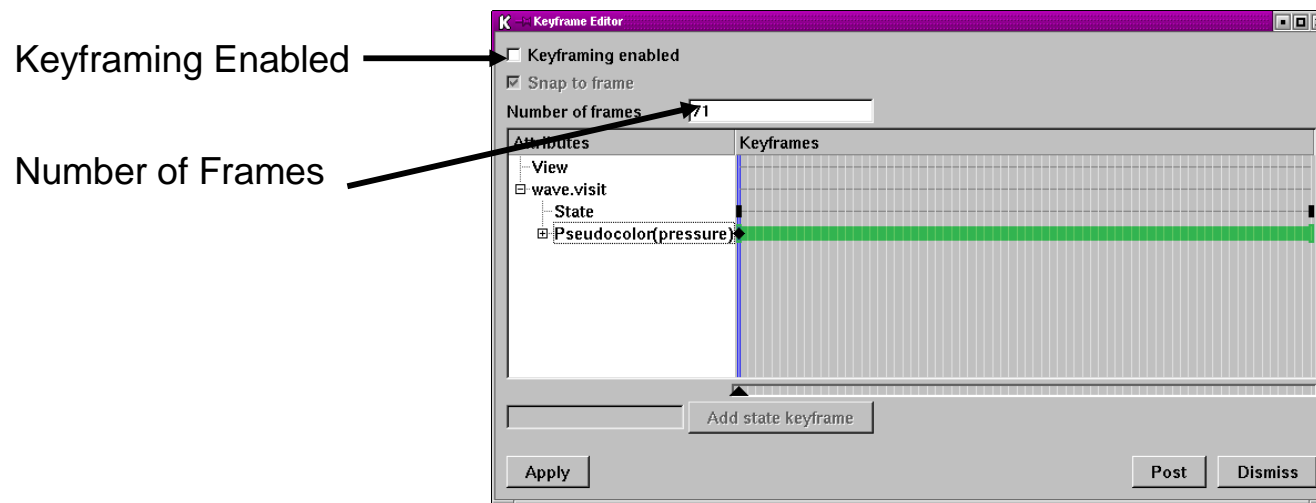 Keyframe Editor
Keyframing Enabled
Keyframing enabled
Snap to frame
Number of frames 71
Attributes Keyframes
Number of Frames
View
wave.visit
State
Pseudocolor(pressure)
Add state keyframe
Apply Post Dismiss